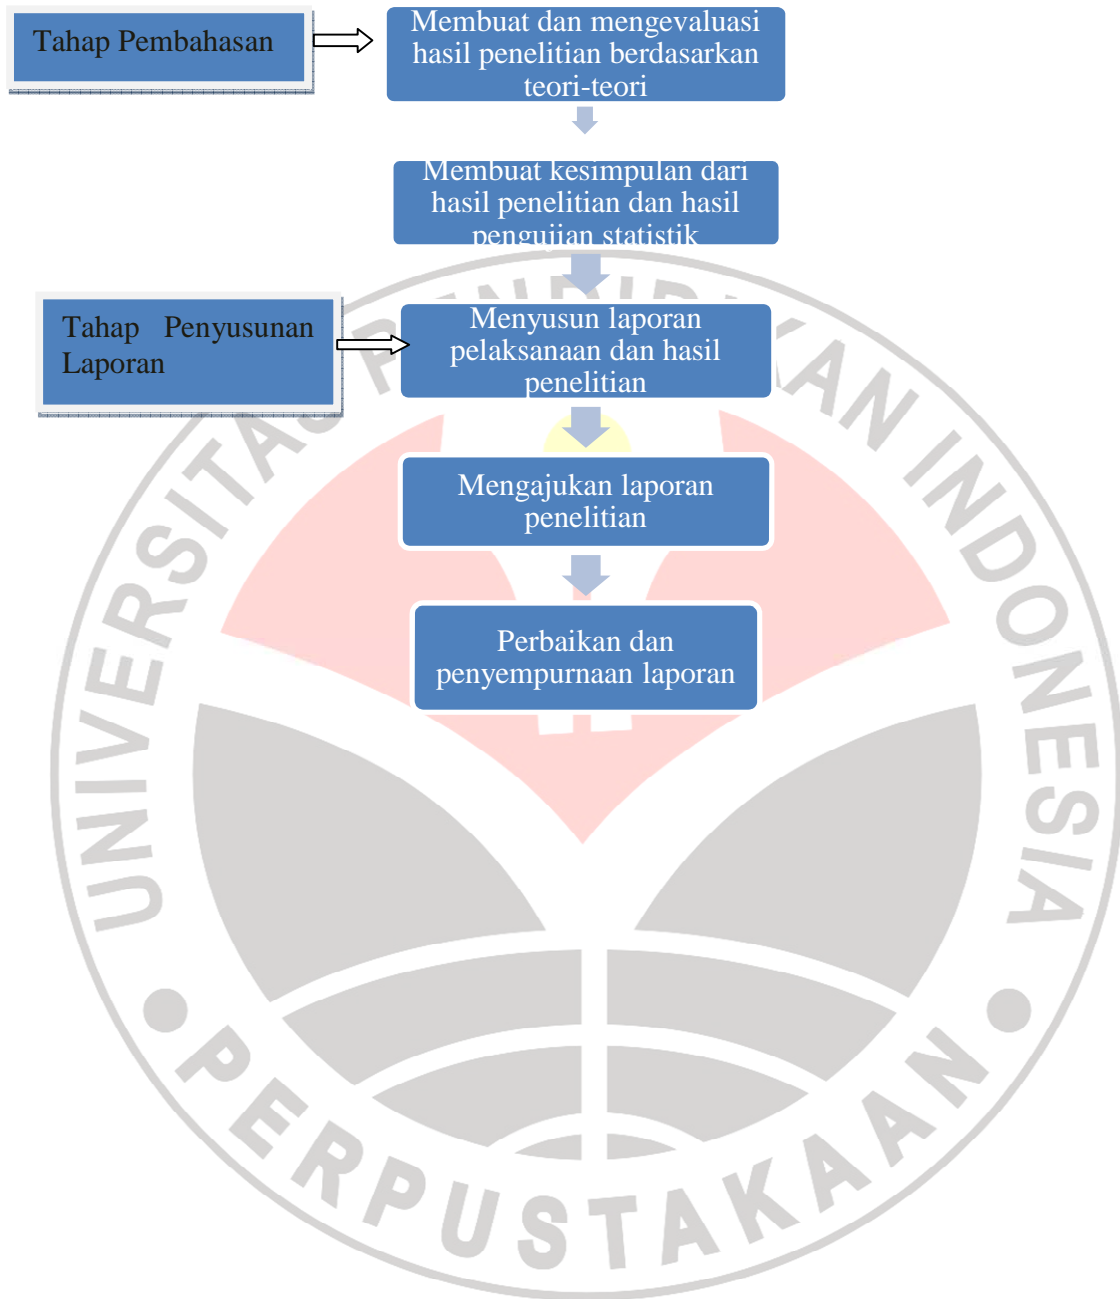 Tahap Pembahasan
Membuat dan mengevaluasi
hasil penelitian berdasarkan
teori-teori
Membuat kesimpulan dari
hasil penelitian dan hasil
pengujian statistik
Tahap Penyusunan
Laporan
Menyusun laporan
pelaksanaan dan hasil
penelitian
Mengajukan laporan
penelitian
Perbaikan dan
penyempurnaan laporan
UNIVERSITAS PENDIDIKAN INDONESIA
PERPUSTAKAAN